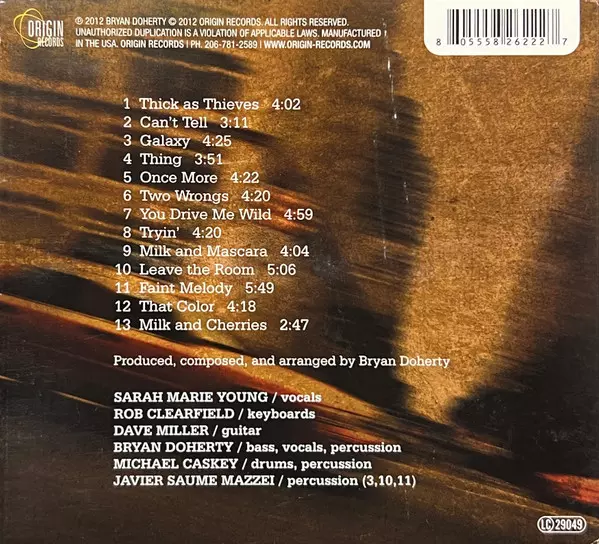 ORIGIN
RECORDS
℗ 2012 BRYAN DOHERTY © 2012 ORIGIN RECORDS. ALL RIGHTS RESERVED.
UNAUTHORIZED DUPLICATION IS A VIOLATION OF APPLICABLE LAWS. MANUFACTURED
IN THE USA. ORIGIN RECORDS | PH. 206-781-2589 | WWW.ORIGIN-RECORDS.COM
8 05558 26222 7
1 Thick as Thieves 4:02
2 Can't Tell 3:11
3 Galaxy 4:25
4 Thing 3:51
5 Once More 4:22
6 Two Wrongs 4:20
7 You Drive Me Wild 4:59
8 Tryin' 4:20
9 Milk and Mascara 4:04
10 Leave the Room 5:06
11 Faint Melody 5:49
12 That Color 4:18
13 Milk and Cherries 2:47
Produced, composed, and arranged by Bryan Doherty
SARAH MARIE YOUNG / vocals
ROB CLEARFIELD / keyboards
DAVE MILLER / guitar
BRYAN DOHERTY / bass, vocals, percussion
MICHAEL CASKEY / drums, percussion
JAVIER SAUME MAZZEI / percussion (3,10,11)
LC 29049